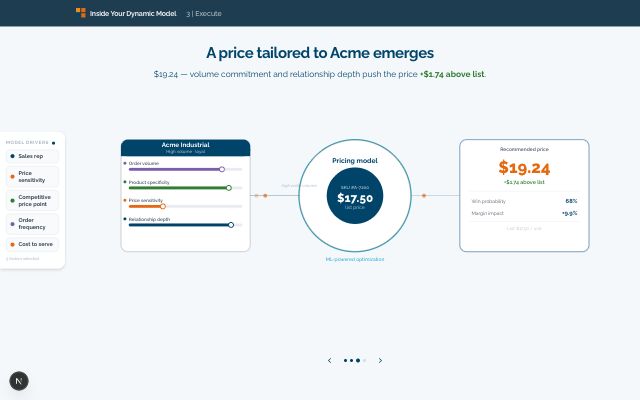 Inside Your Dynamic Model
3 | Execute
A price tailored to Acme emerges
$19.24 — volume commitment and relationship depth push the price +$1.74 above list.
MODEL DRIVERS
Sales rep
Price sensitivity
Competitive price point
Order frequency
Cost to serve
Acme Industrial
High volume · loyal
Order volume
Product specificity
Price sensitivity
Relationship depth
Pricing model
$17.50
list price
ML-powered optimization
Recommended price
$19.24
+$1.74 above list
Win probability
68%
Margin impact
+9.9%
N